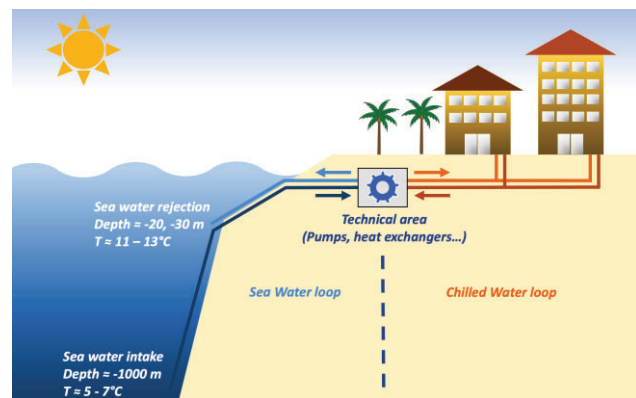 Sea water rejection
Depth ≈ -20, -30 m
T ≈ 11 – 13°C
Technical area
(Pumps, heat exchangers...)
Sea Water loop
Chilled Water loop
Sea water intake
Depth ≈ -1000 m
T ≈ 5 - 7°C